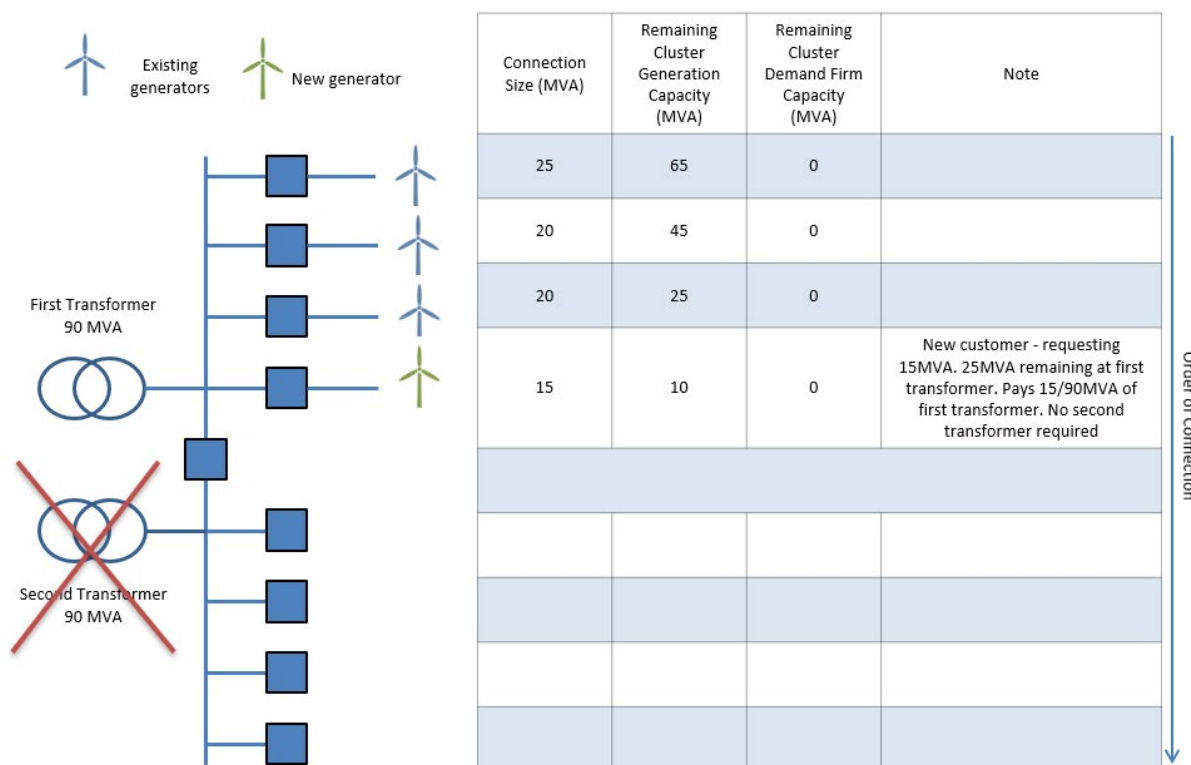 Existing
generators
New generator
Connection
Size (MVA)
Remaining
Cluster
Generation
Capacity
(MVA)
Remaining
Cluster
Demand Firm
Capacity
(MVA)
Note
25
65
0
20
45
0
20
25
0
First Transformer
90 MVA
15
10
0
New customer - requesting
15MVA. 25MVA remaining at first
transformer. Pays 15/90MVA of
first transformer. No second
transformer required
Second Transformer
90 MVA
Order of Connection